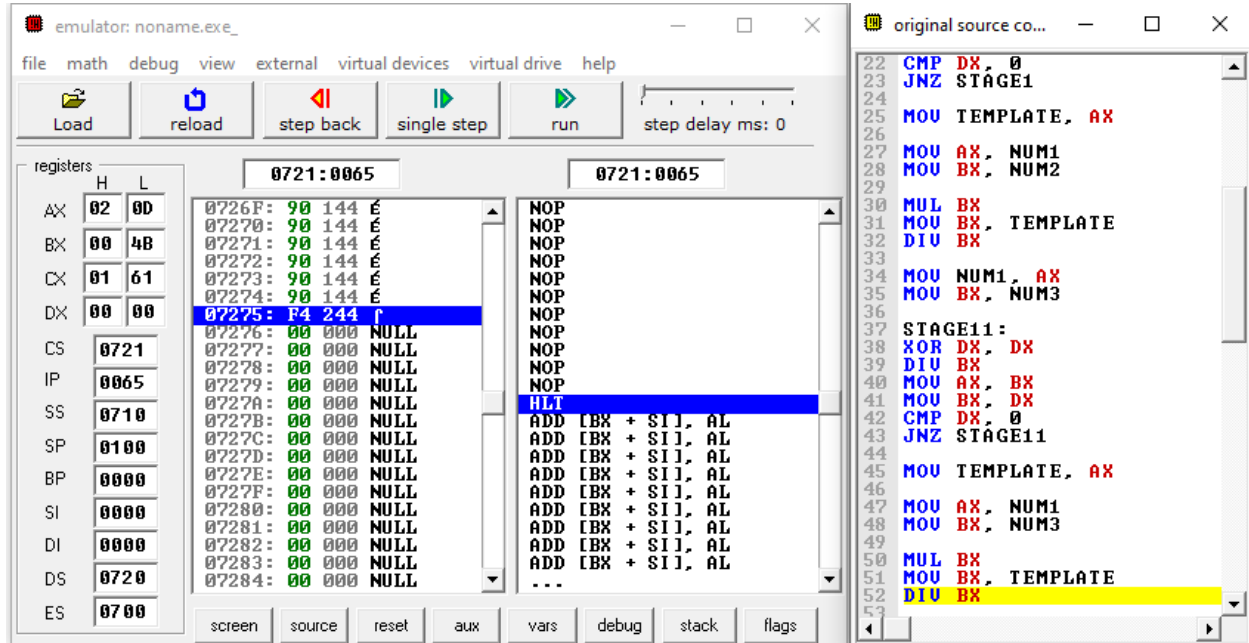 emulator: noname.exe_
file math debug view external virtual devices virtual drive help
Load reload step back single step run step delay ms: 0
registers
H L
0721:0065 0721:0065
AX 02 0D
BX 00 4B
CX 01 61
DX 00 00
CS 0721
IP 0065
SS 0710
SP 0100
BP 0000
SI 0000
DI 0000
DS 0720
ES 0700
0726F: 90 144 É
07270: 90 144 É
07271: 90 144 É
07272: 90 144 É
07273: 90 144 É
07274: 90 144 É
07275: F4 244 ⌠
07276: 00 000 NULL
07277: 00 000 NULL
07278: 00 000 NULL
07279: 00 000 NULL
0727A: 00 000 NULL
0727B: 00 000 NULL
0727C: 00 000 NULL
0727D: 00 000 NULL
0727E: 00 000 NULL
0727F: 00 000 NULL
07280: 00 000 NULL
07281: 00 000 NULL
07282: 00 000 NULL
07283: 00 000 NULL
07284: 00 000 NULL
NOP
NOP
NOP
NOP
NOP
NOP
NOP
NOP
NOP
NOP
NOP
HLT
ADD [BX + SI], AL
ADD [BX + SI], AL
ADD [BX + SI], AL
ADD [BX + SI], AL
ADD [BX + SI], AL
ADD [BX + SI], AL
ADD [BX + SI], AL
ADD [BX + SI], AL
ADD [BX + SI], AL
...
screen source reset aux vars debug stack flags
original source co...
22 CMP DX, 0
23 JNZ STAGE1
24
25 MOV TEMPLATE, AX
26
27 MOV AX, NUM1
28 MOV BX, NUM2
29
30 MUL BX
31 MOV BX, TEMPLATE
32 DIV BX
33
34 MOV NUM1, AX
35 MOV BX, NUM3
36
37 STAGE11:
38 XOR DX, DX
39 DIV BX
40 MOV AX, BX
41 MOV BX, DX
42 CMP DX, 0
43 JNZ STAGE11
44
45 MOV TEMPLATE, AX
46
47 MOV AX, NUM1
48 MOV BX, NUM3
49
50 MUL BX
51 MOV BX, TEMPLATE
52 DIV BX
53